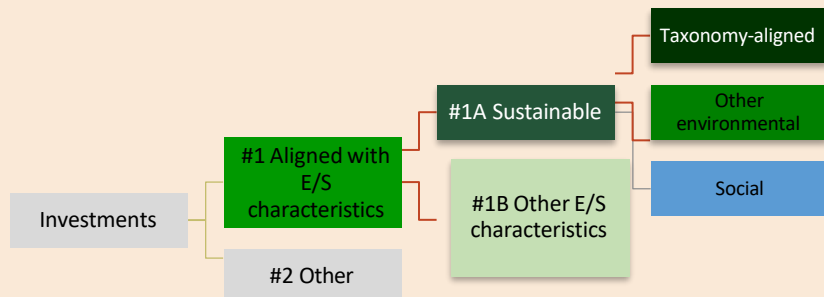 Taxonomy-aligned
#1A Sustainable
Other
environmental
#1 Aligned with
E/S
characteristics
Social
#1B Other E/S
characteristics
Investments
#2 Other